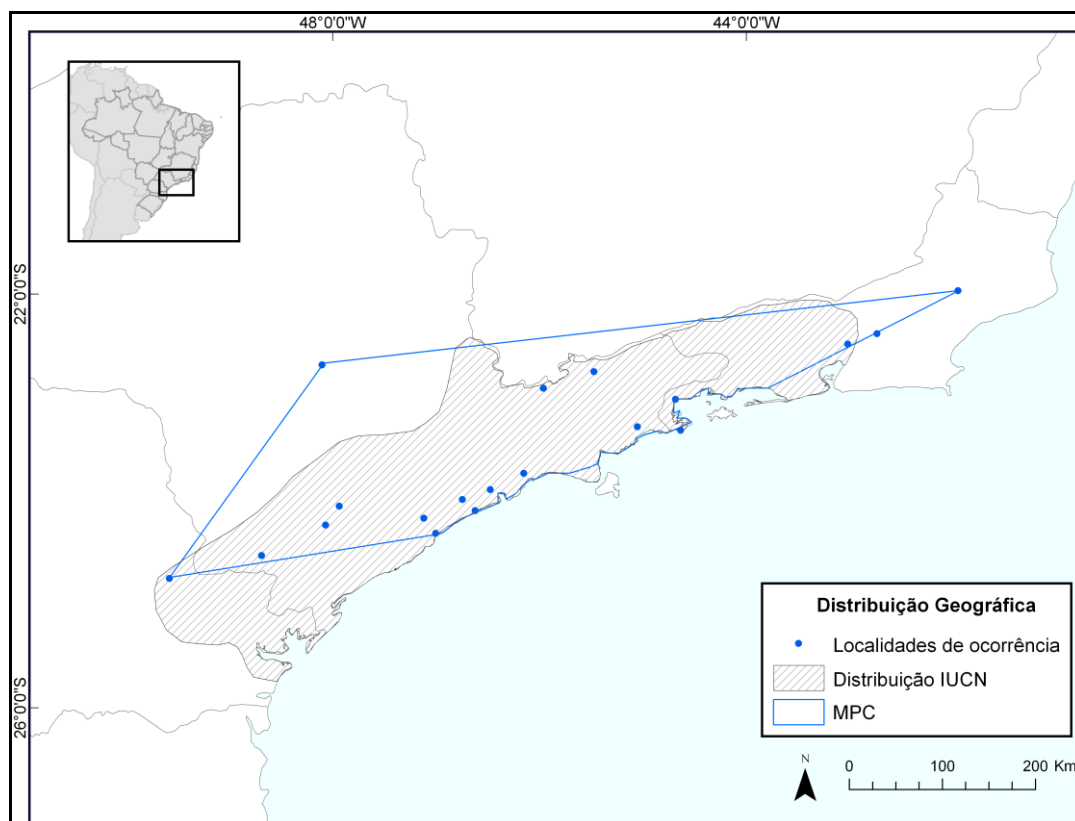 48°0'0"W
44°0'0"W
22°0'0"S
26°0'0"S
Distribuição Geográfica
Localidades de ocorrência
Distribuição IUCN
MPC
N
0 100 200 Km